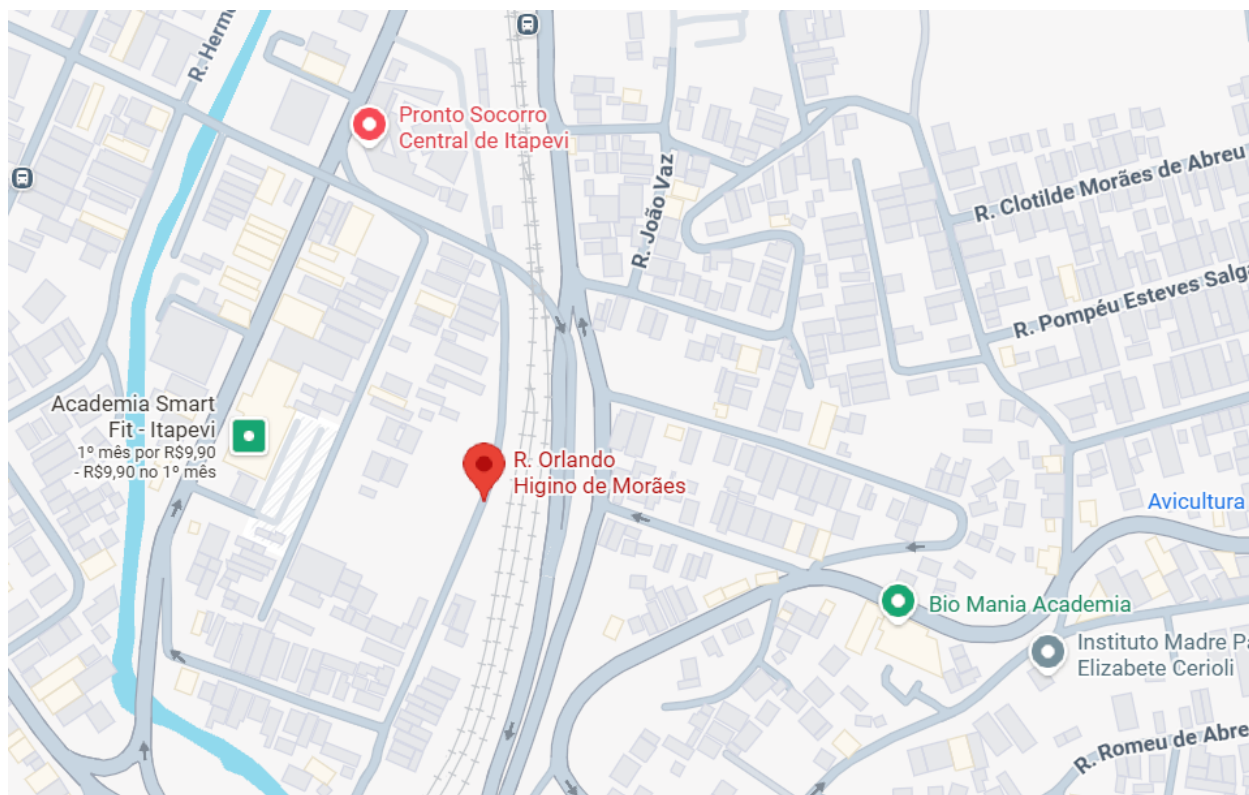 R. Herm
Pronto Socorro
Central de Itapevi
R. João Vaz
R. Clotilde Morães de Abreu
R. Pompéu Esteves Salga
Academia Smart
Fit - Itapevi
1º mês por R$9,90
- R$9,90 no 1º mês
R. Orlando
Higino de Morães
Avicultura
Bio Mania Academia
Instituto Madre Pa
Elizabete Cerioli
R. Romeu de Abre